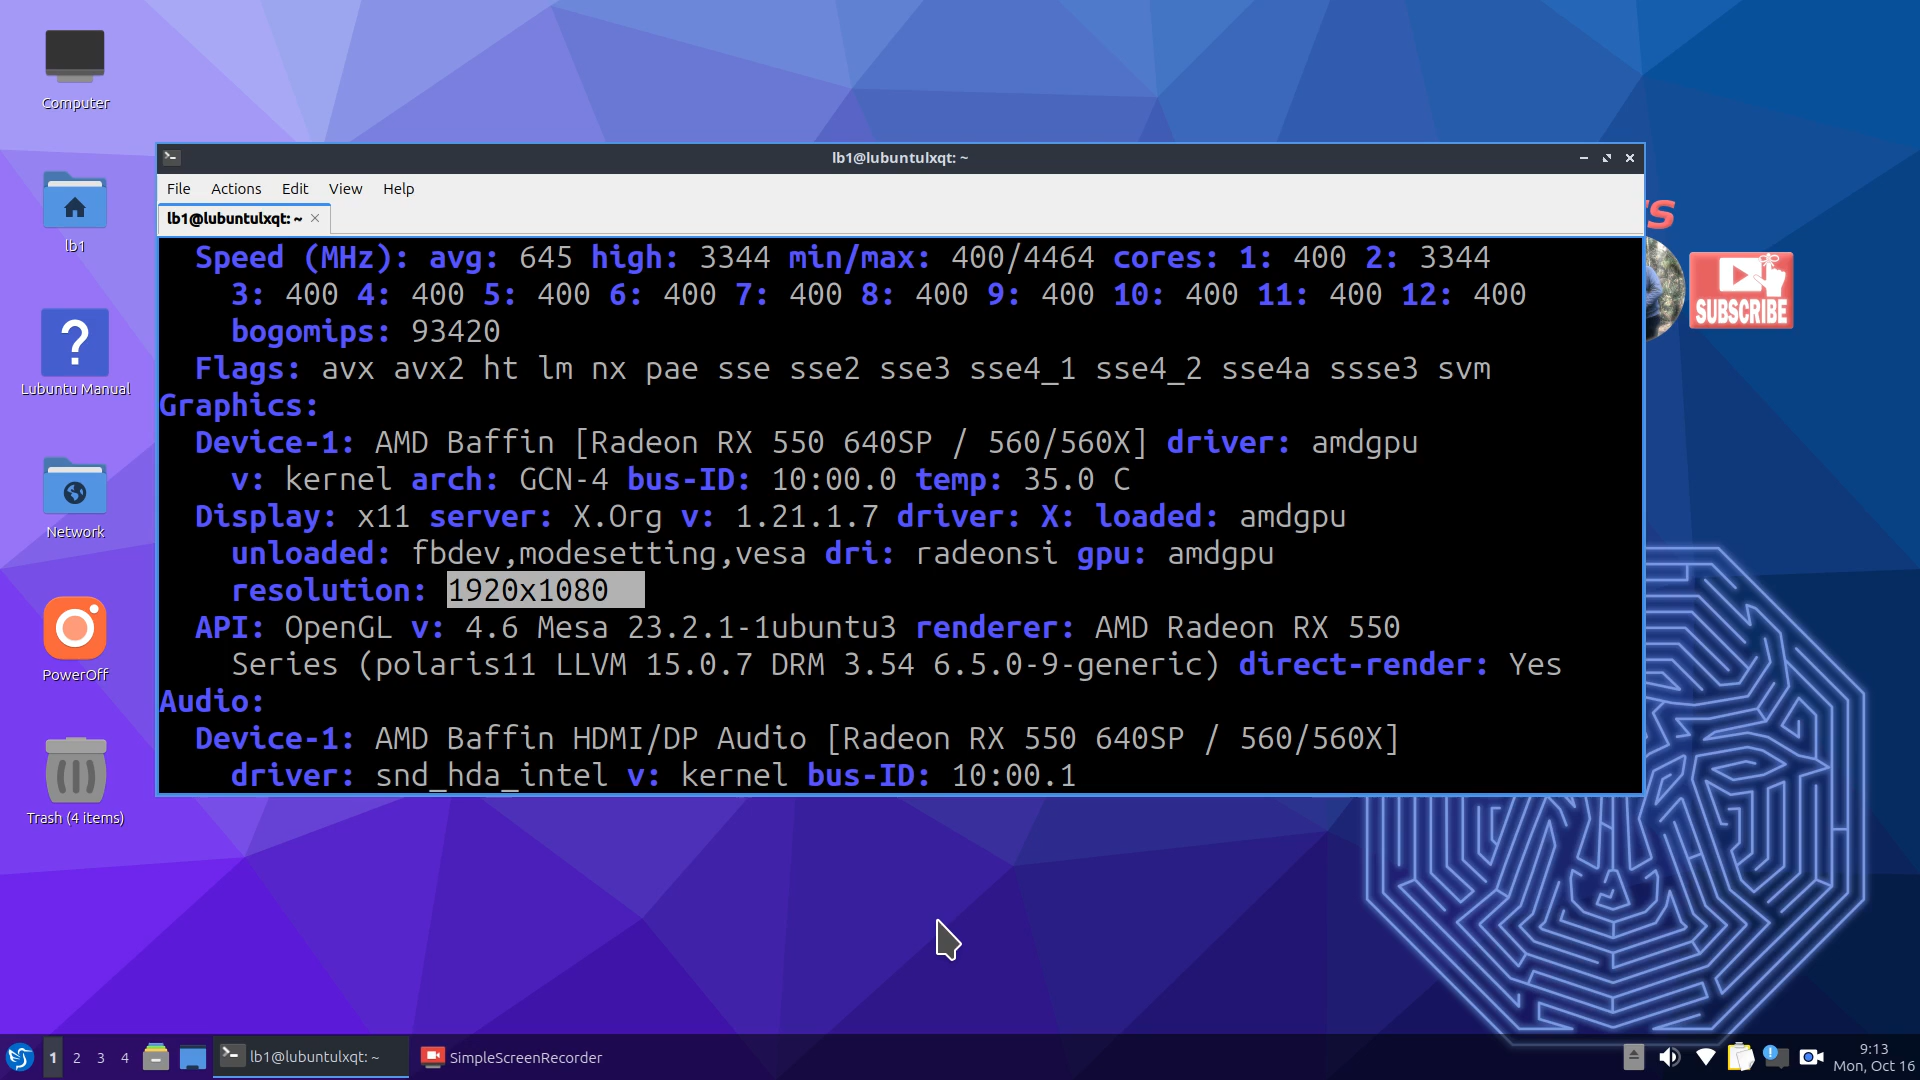 Computer
lb1@lubuntulxqt: ~
File Actions Edit View Help
lb1@lubuntulxqt: ~
Speed (MHz): avg: 645 high: 3344 min/max: 400/4464 cores: 1: 400 2: 3344
3: 400 4: 400 5: 400 6: 400 7: 400 8: 400 9: 400 10: 400 11: 400 12: 400
bogomips: 93420
Flags: avx avx2 ht lm nx pae sse sse2 sse3 sse4_1 sse4_2 sse4a ssse3 svm
Graphics:
Device-1: AMD Baffin [Radeon RX 550 640SP / 560/560X] driver: amdgpu
v: kernel arch: GCN-4 bus-ID: 10:00.0 temp: 35.0 C
Display: x11 server: X.Org v: 1.21.1.7 driver: X: loaded: amdgpu
unloaded: fbdev,modesetting,vesa dri: radeonsi gpu: amdgpu
resolution: 1920x1080
API: OpenGL v: 4.6 Mesa 23.2.1-1ubuntu3 renderer: AMD Radeon RX 550
Series (polaris11 LLVM 15.0.7 DRM 3.54 6.5.0-9-generic) direct-render: Yes
Audio:
Device-1: AMD Baffin HDMI/DP Audio [Radeon RX 550 640SP / 560/560X]
driver: snd_hda_intel v: kernel bus-ID: 10:00.1
lb1
Lubuntu Manual
Network
PowerOff
Trash (4 items)
SUBSCRIBE
1 2 3 4
lb1@lubuntulxqt: ~
SimpleScreenRecorder
9:13
Mon, Oct 16